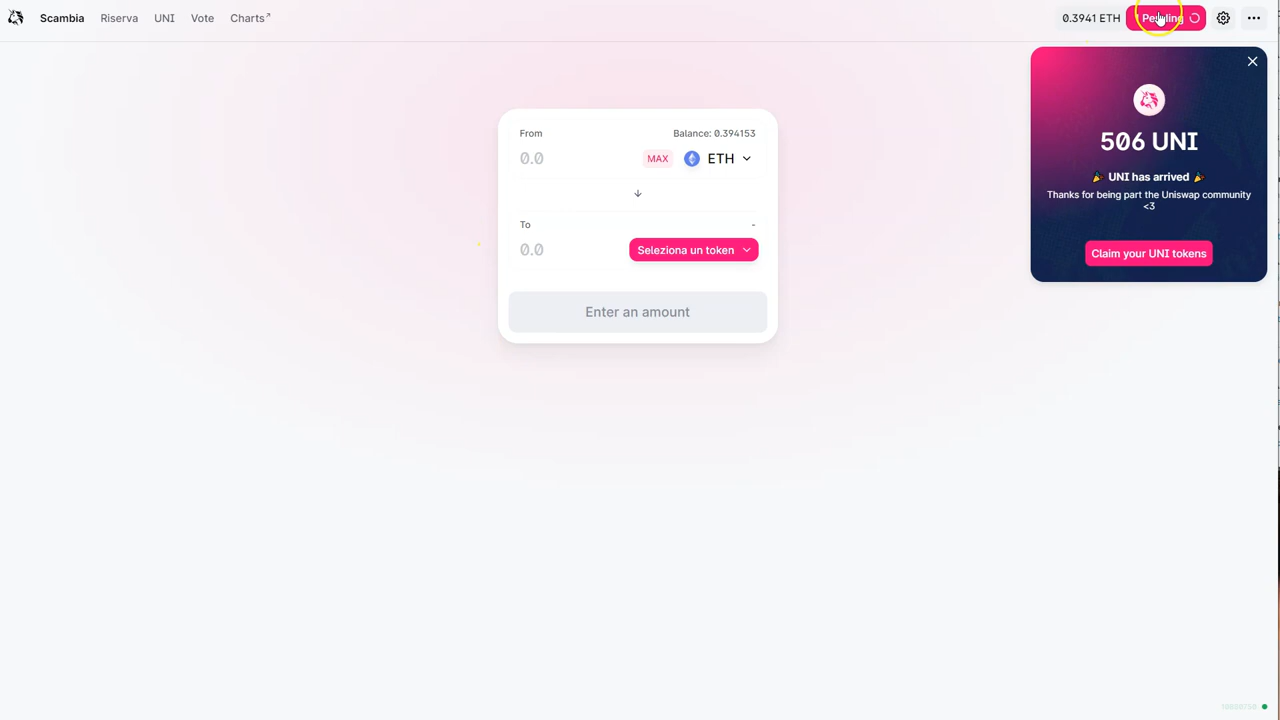 Scambia
Riserva
UNI
Vote
Charts↗
0.3941 ETH
Pending
506 UNI
🎉 UNI has arrived 🎉
Thanks for being part the Uniswap community
<3
Claim your UNI tokens
From
Balance: 0.394153
0.0
MAX
ETH
To
-
0.0
Seleziona un token
Enter an amount